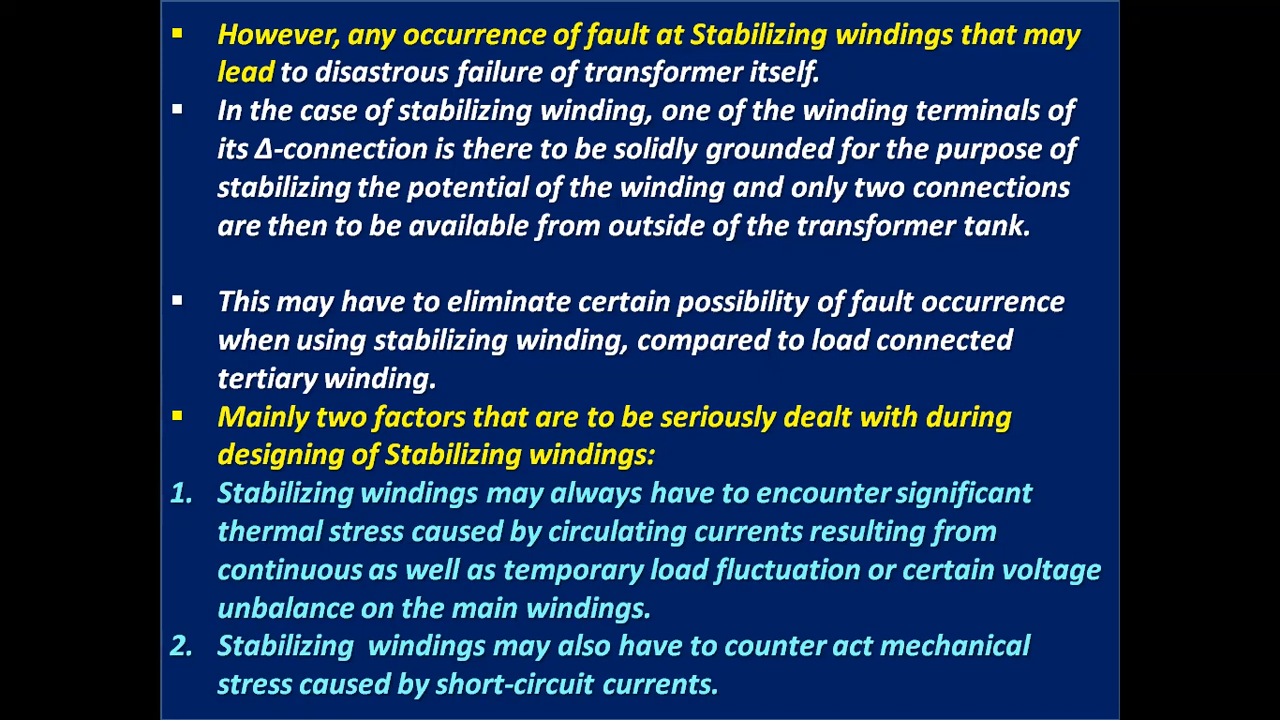 ▪ However, any occurrence of fault at Stabilizing windings that may
lead to disastrous failure of transformer itself.
▪ In the case of stabilizing winding, one of the winding terminals of
its Δ-connection is there to be solidly grounded for the purpose of
stabilizing the potential of the winding and only two connections
are then to be available from outside of the transformer tank.
▪ This may have to eliminate certain possibility of fault occurrence
when using stabilizing winding, compared to load connected
tertiary winding.
▪ Mainly two factors that are to be seriously dealt with during
designing of Stabilizing windings:
1. Stabilizing windings may always have to encounter significant
thermal stress caused by circulating currents resulting from
continuous as well as temporary load fluctuation or certain voltage
unbalance on the main windings.
2. Stabilizing windings may also have to counter act mechanical
stress caused by short-circuit currents.